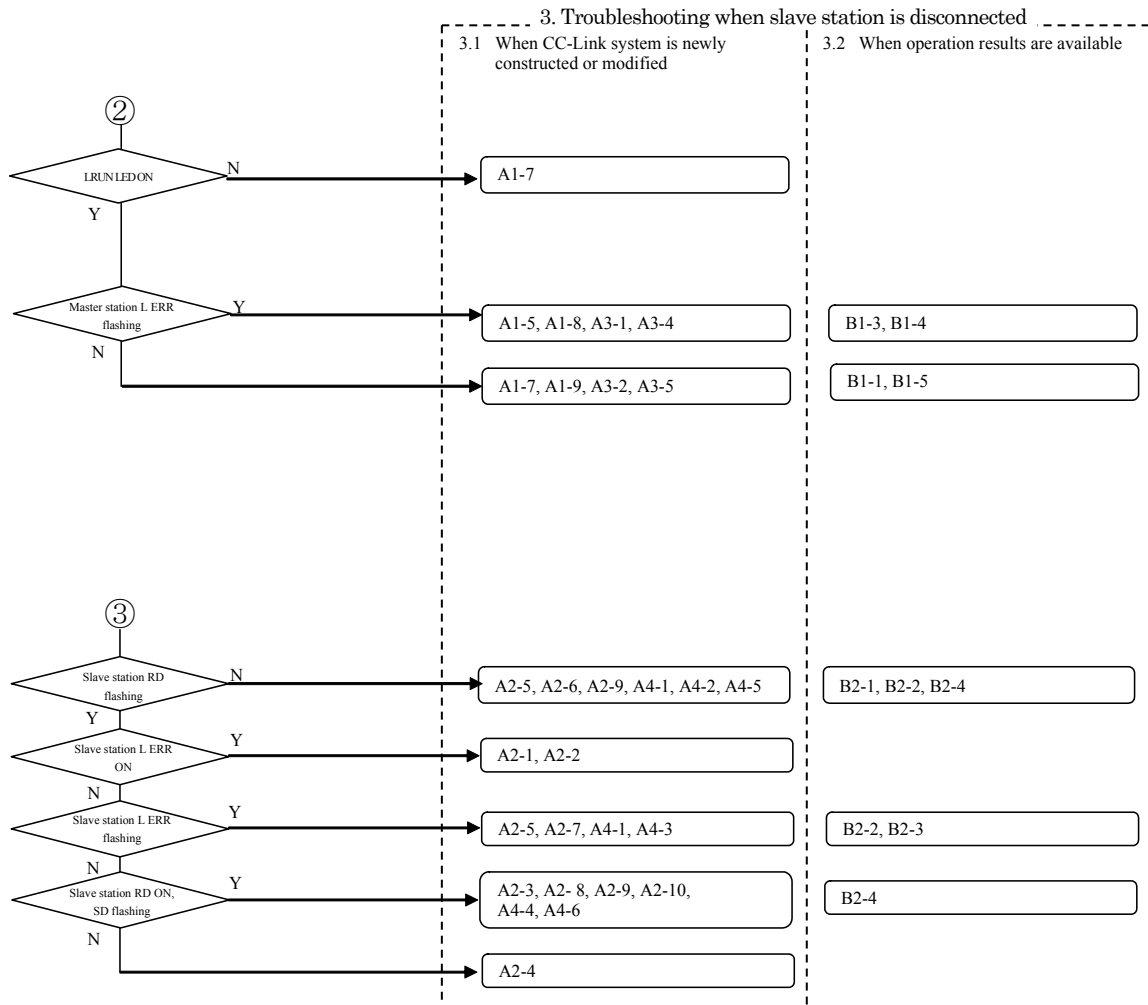 3. Troubleshooting when slave station is disconnected
3.1 When CC-Link system is newly
constructed or modified
3.2 When operation results are available
②
LRUN LED ON
N
A1-7
Y
Master station L ERR
flashing
Y
A1-5, A1-8, A3-1, A3-4
B1-3, B1-4
N
A1-7, A1-9, A3-2, A3-5
B1-1, B1-5
③
Slave station RD
flashing
N
A2-5, A2-6, A2-9, A4-1, A4-2, A4-5
B2-1, B2-2, B2-4
Y
Slave station L ERR
ON
Y
A2-1, A2-2
N
Slave station L ERR
flashing
Y
A2-5, A2-7, A4-1, A4-3
B2-2, B2-3
N
Slave station RD ON,
SD flashing
Y
A2-3, A2- 8, A2-9, A2-10,
A4-4, A4-6
B2-4
N
A2-4